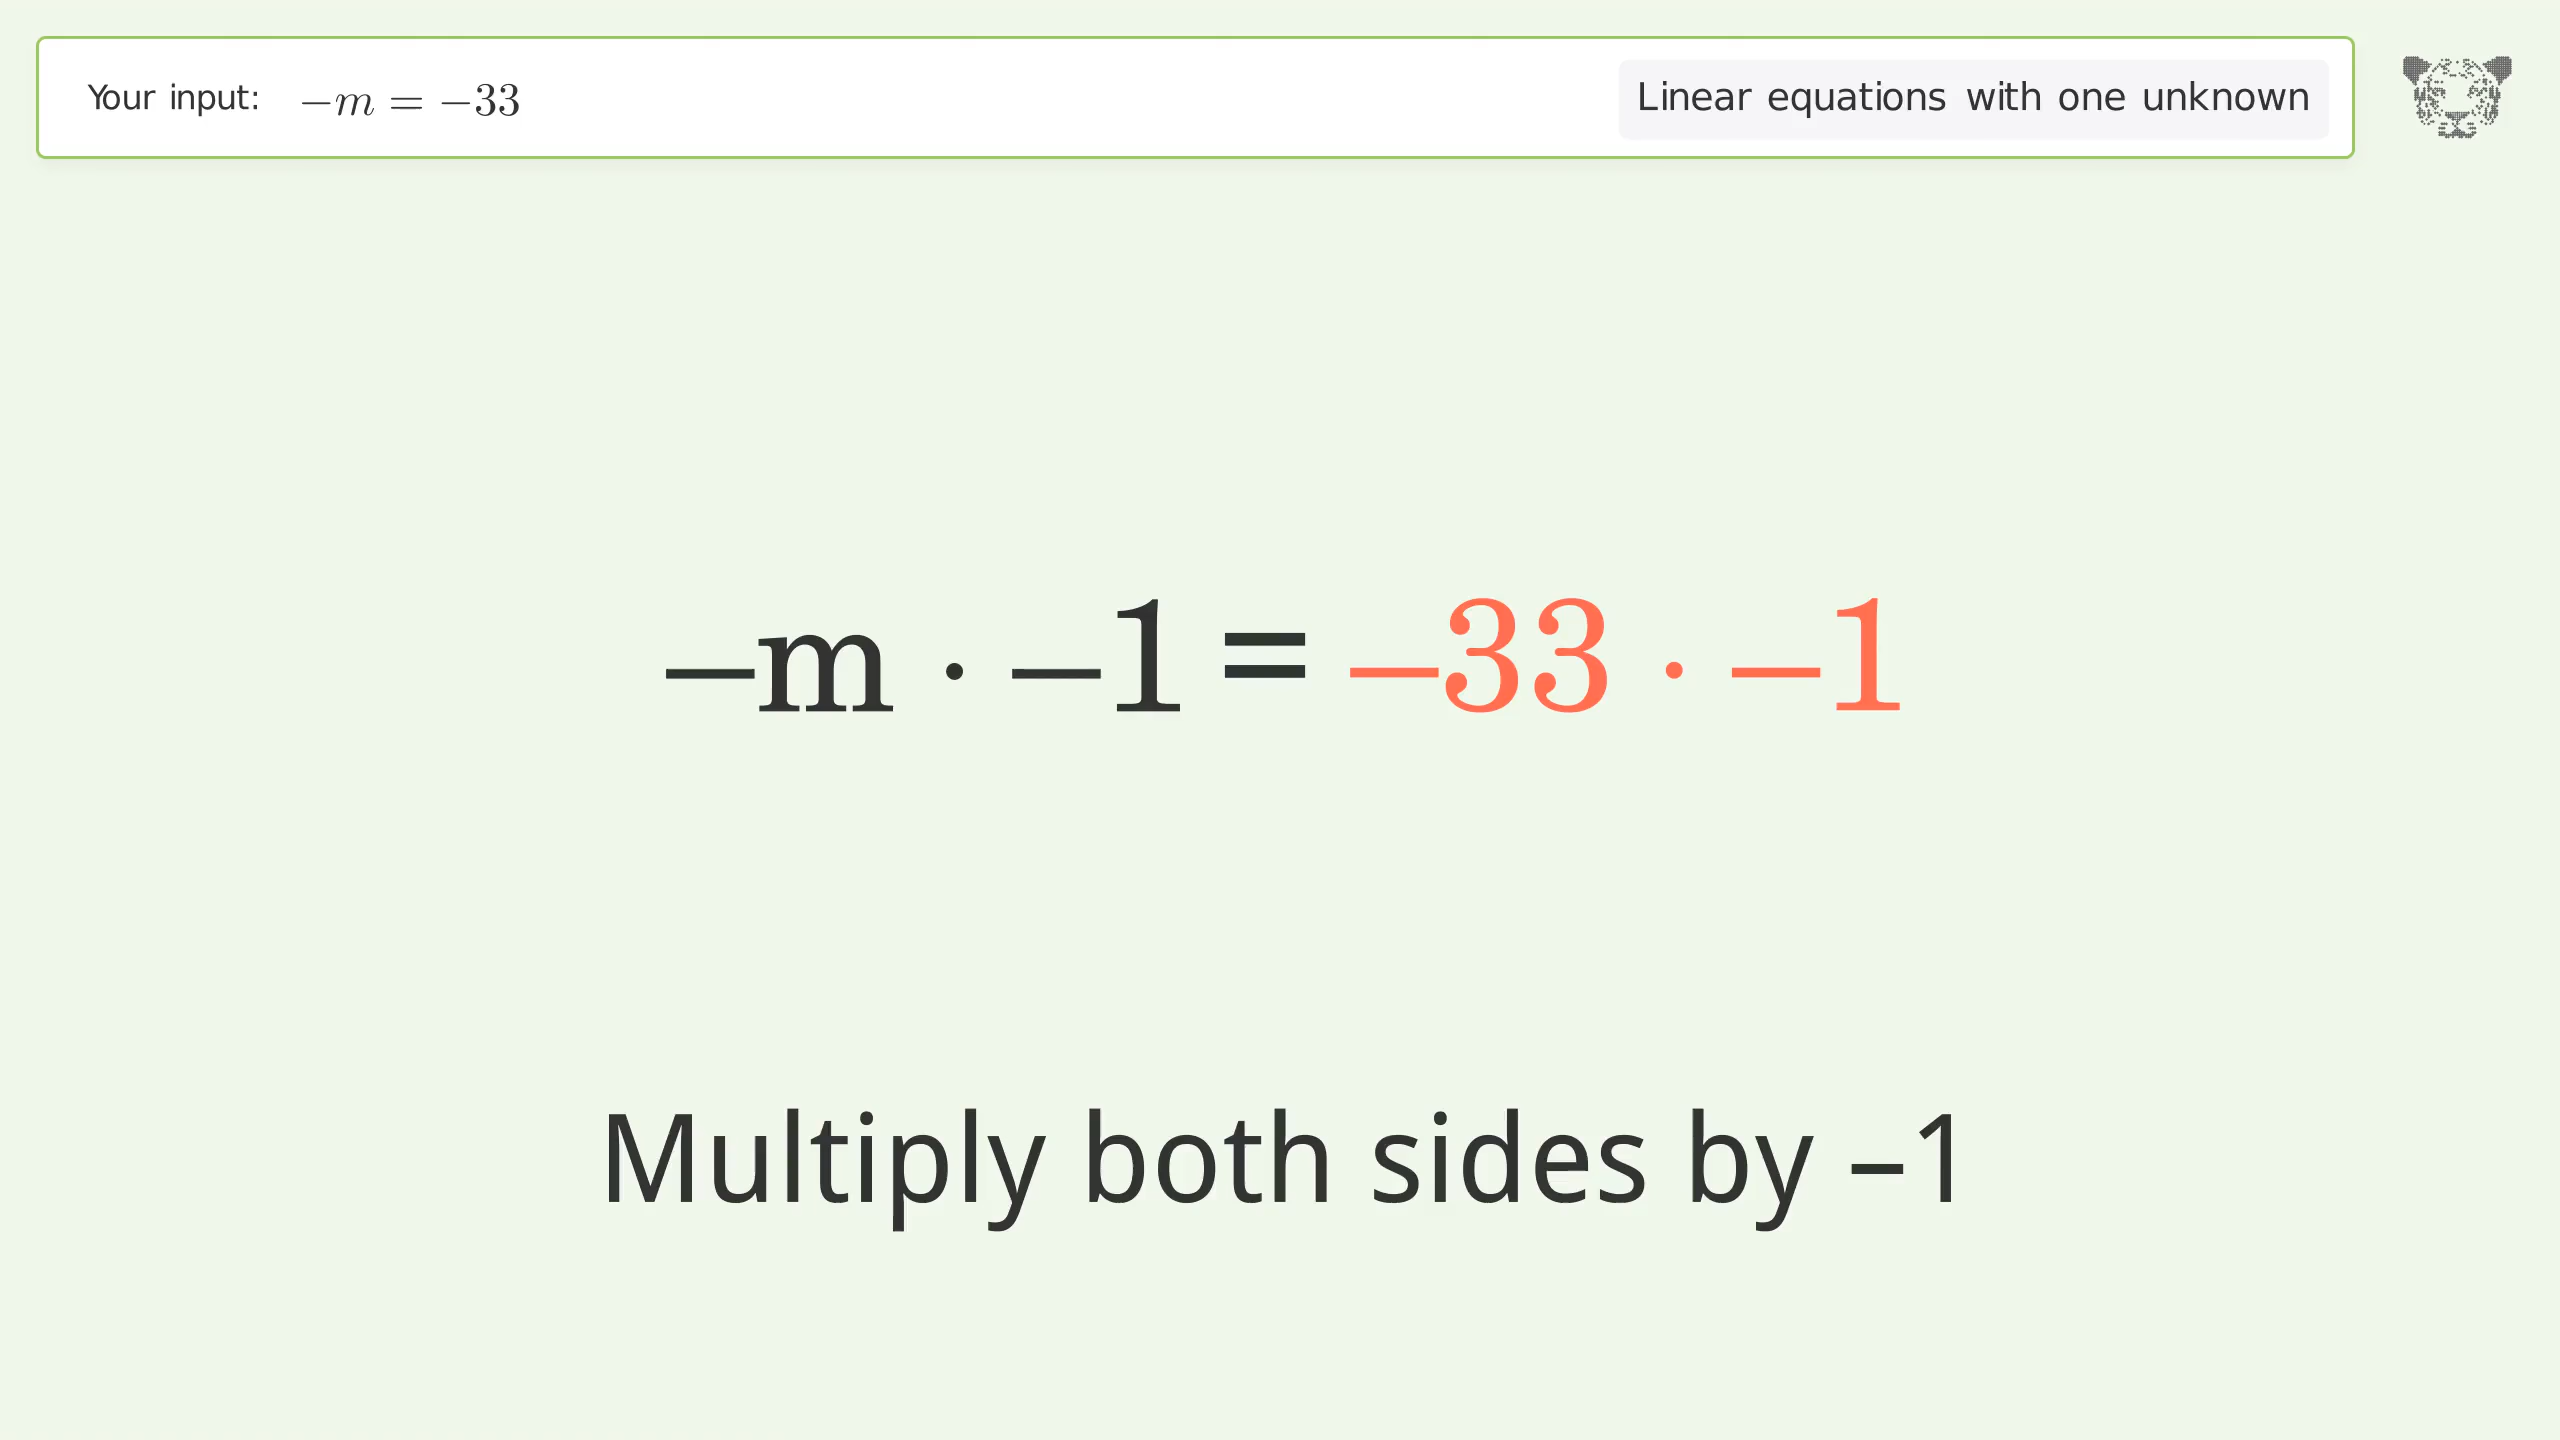 Your input: −m = −33
Linear equations with one unknown
−m · −1 = −33 · −1
Multiply both sides by –1